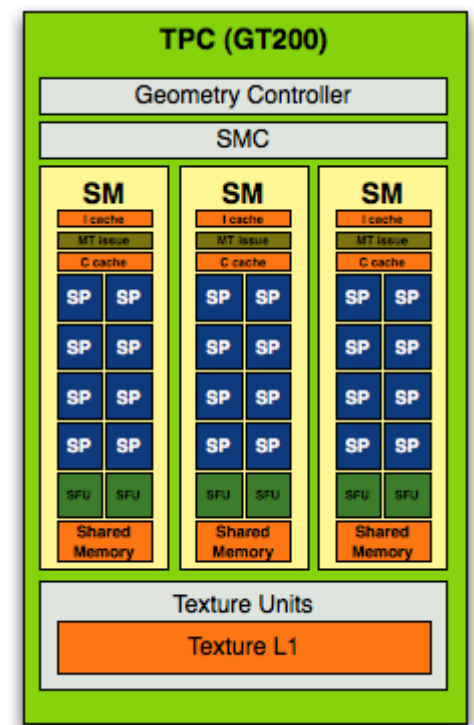 TPC (GT200)
Geometry Controller
SMC
SM
I cache
MT issue
C cache
SP SP
SP SP
SP SP
SP SP
SFU SFU
Shared
Memory
SM
I cache
MT issue
C cache
SP SP
SP SP
SP SP
SP SP
SFU SFU
Shared
Memory
SM
I cache
MT issue
C cache
SP SP
SP SP
SP SP
SP SP
SFU SFU
Shared
Memory
Texture Units
Texture L1